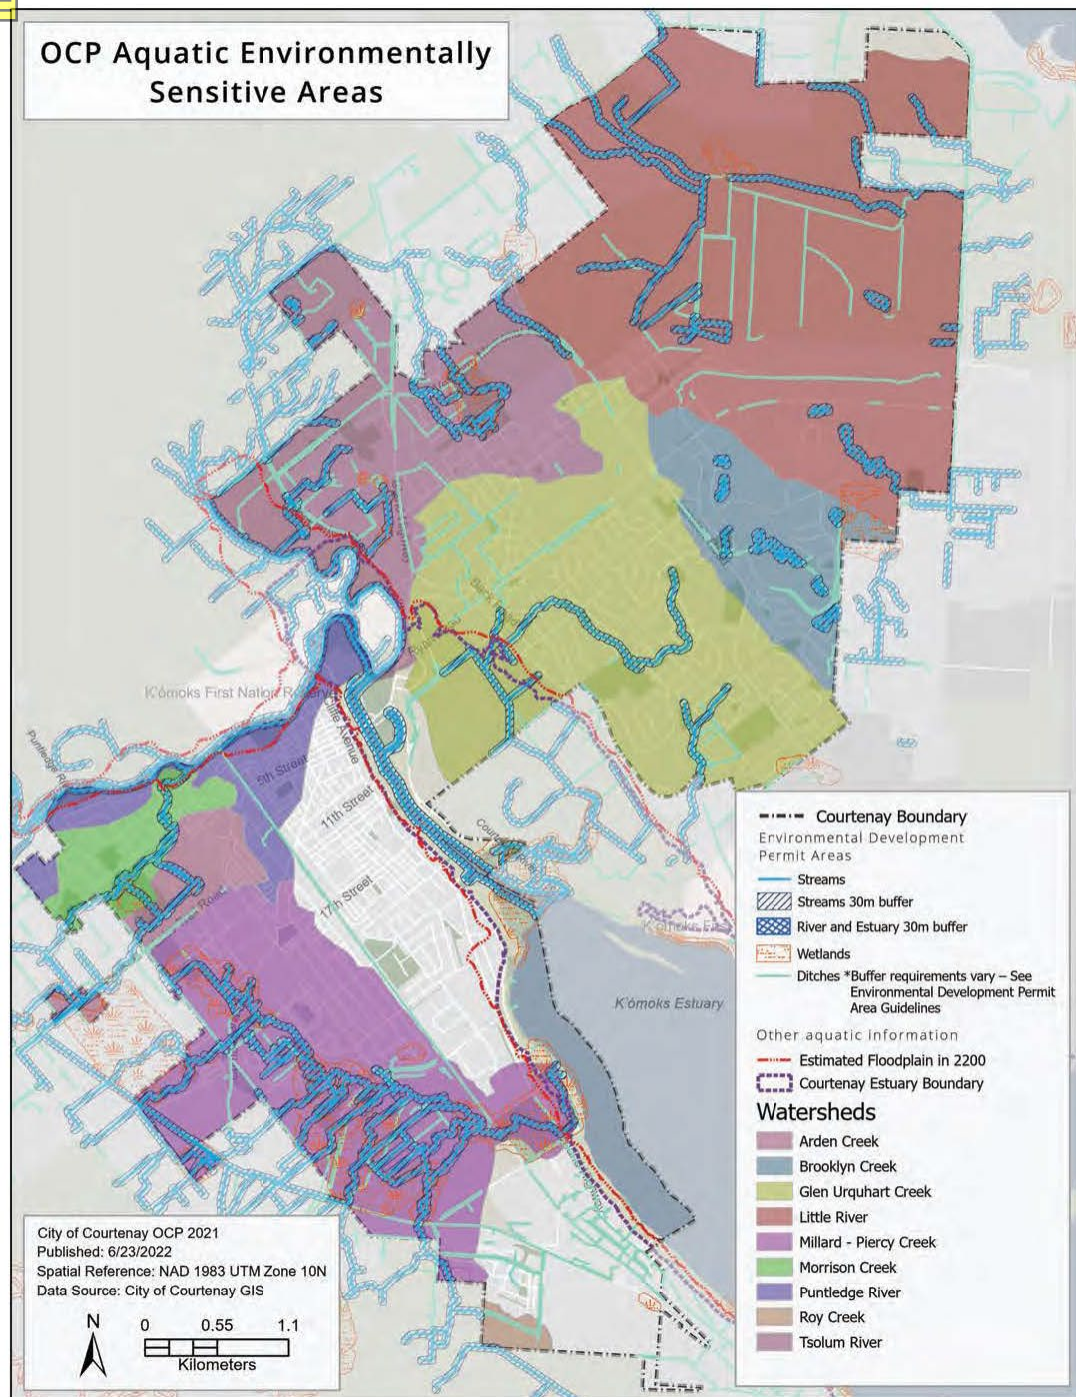 OCP Aquatic Environmentally
Sensitive Areas
K'ómoks First Nation Reserve
Puntledge
Cliffe Avenue
5th Street
11th Street
17th Street
Road
K'ómoks Estuary
Courtenay Boundary
Environmental Development
Permit Areas
Streams
Streams 30m buffer
River and Estuary 30m buffer
Wetlands
Ditches *Buffer requirements vary – See
Environmental Development Permit
Area Guidelines
Other aquatic information
Estimated Floodplain in 2200
Courtenay Estuary Boundary
Watersheds
Arden Creek
Brooklyn Creek
Glen Urquhart Creek
Little River
Millard - Piercy Creek
Morrison Creek
Puntledge River
Roy Creek
Tsolum River
City of Courtenay OCP 2021
Published: 6/23/2022
Spatial Reference: NAD 1983 UTM Zone 10N
Data Source: City of Courtenay GIS
N
0 0.55 1.1
Kilometers